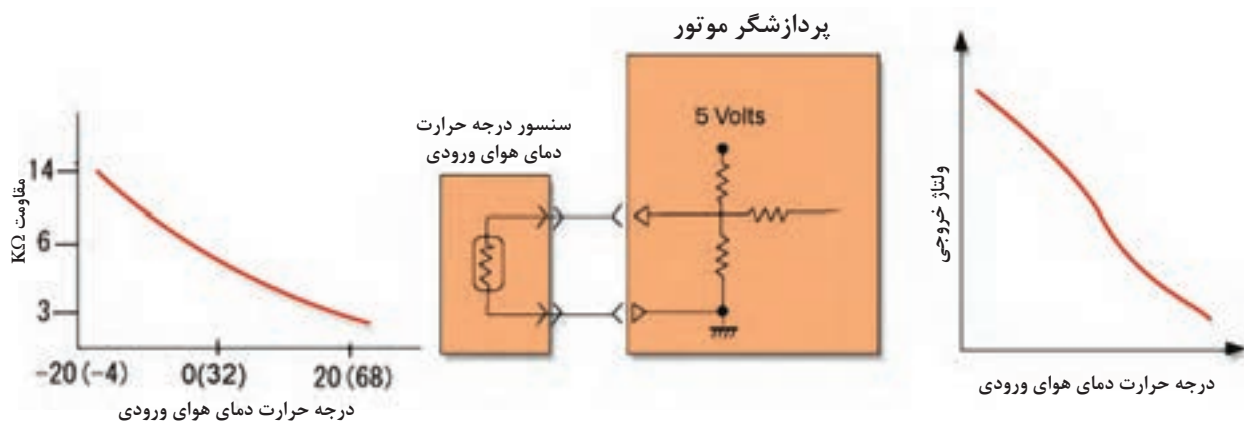 پردازشگر موتور
5 Volts
سنسور درجه حرارت
دمای هوای ورودی
مقاومت KΩ
14
6
3
-20(-4)
0(32)
20(68)
درجه حرارت دمای هوای ورودی
ولتاژ خروجی
درجه حرارت دمای هوای ورودی